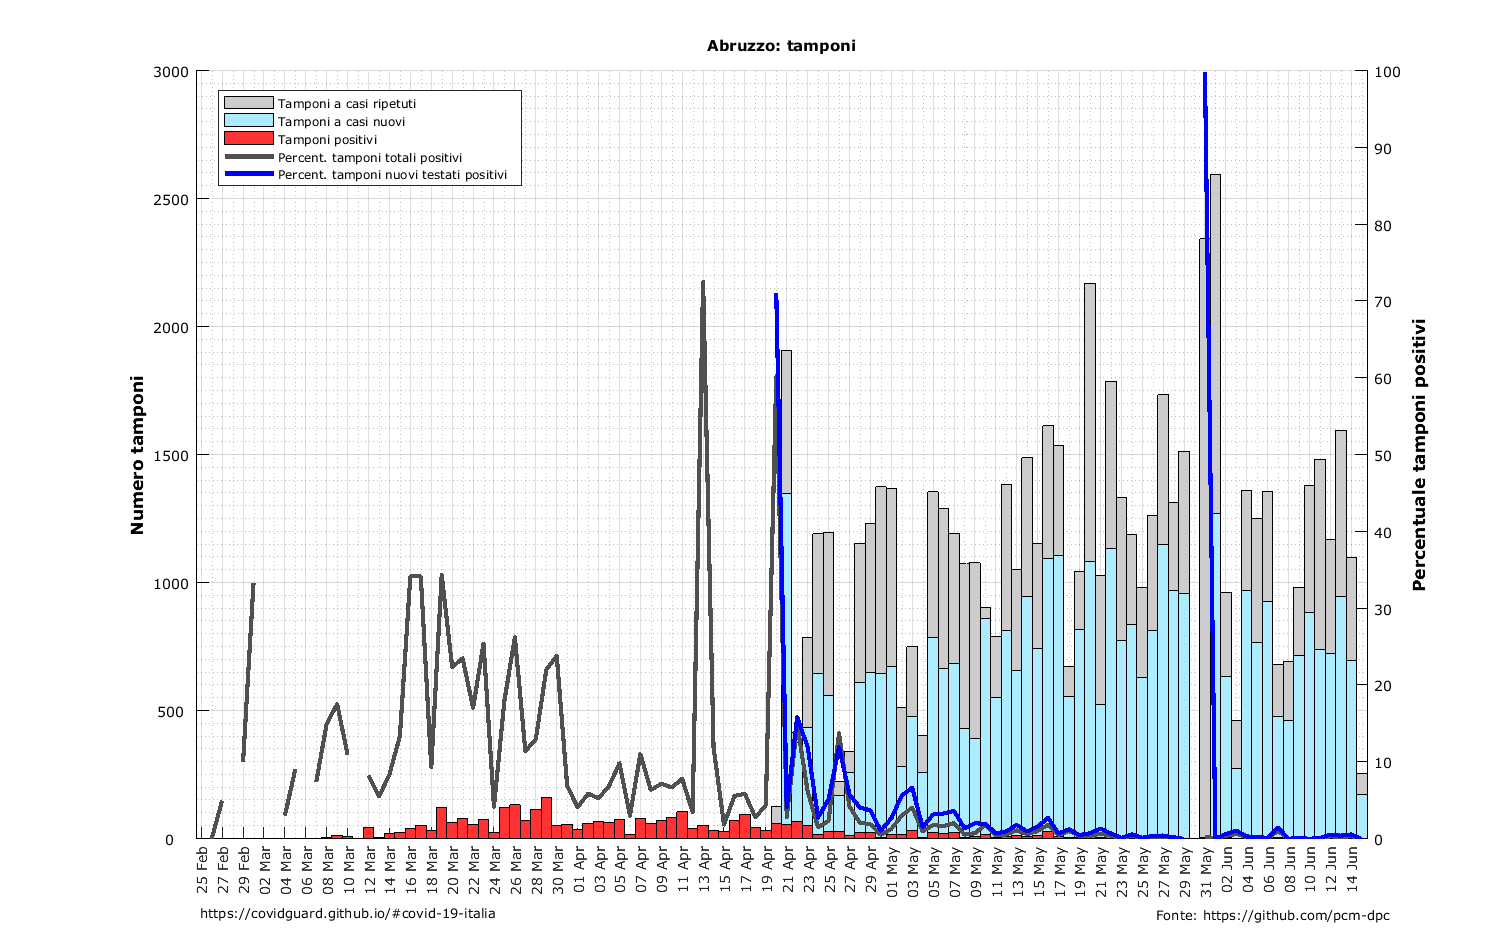 Abruzzo: tamponi
Tamponi a casi ripetuti
Tamponi a casi nuovi
Tamponi positivi
Percent. tamponi totali positivi
Percent. tamponi nuovi testati positivi
Numero tamponi
3000
2500
2000
1500
1000
500
0
Percentuale tamponi positivi
100
90
80
70
60
50
40
30
20
10
0
25 Feb
27 Feb
29 Feb
02 Mar
04 Mar
06 Mar
08 Mar
10 Mar
12 Mar
14 Mar
16 Mar
18 Mar
20 Mar
22 Mar
24 Mar
26 Mar
28 Mar
30 Mar
01 Apr
03 Apr
05 Apr
07 Apr
09 Apr
11 Apr
13 Apr
15 Apr
17 Apr
19 Apr
21 Apr
23 Apr
25 Apr
27 Apr
29 Apr
01 May
03 May
05 May
07 May
09 May
11 May
13 May
15 May
17 May
19 May
21 May
23 May
25 May
27 May
29 May
31 May
02 Jun
04 Jun
06 Jun
08 Jun
10 Jun
12 Jun
14 Jun
https://covidguard.github.io/#covid-19-italia
Fonte: https://github.com/pcm-dpc